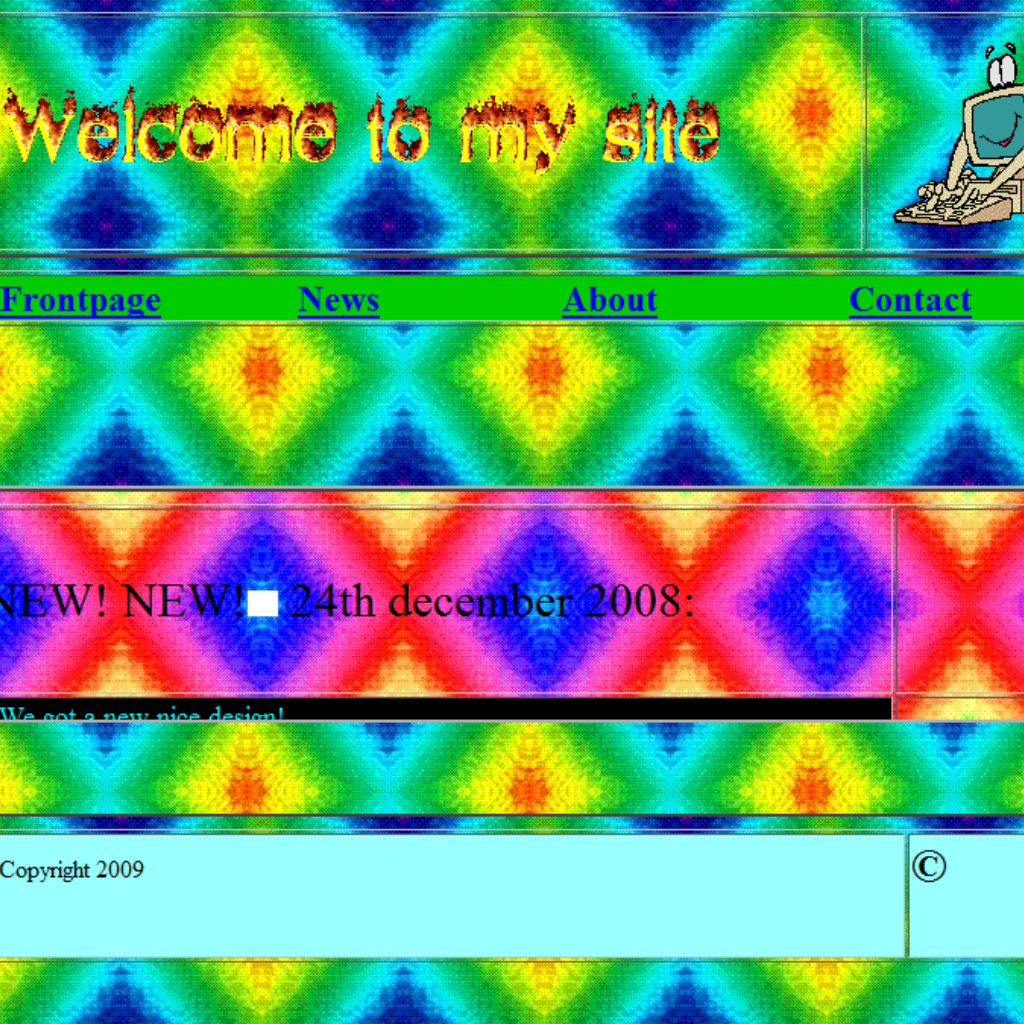 Welcome to my site
Frontpage News About Contact
NEW! NEW! 24th december 2008:
We got a new nice design!
Copyright 2009 ©